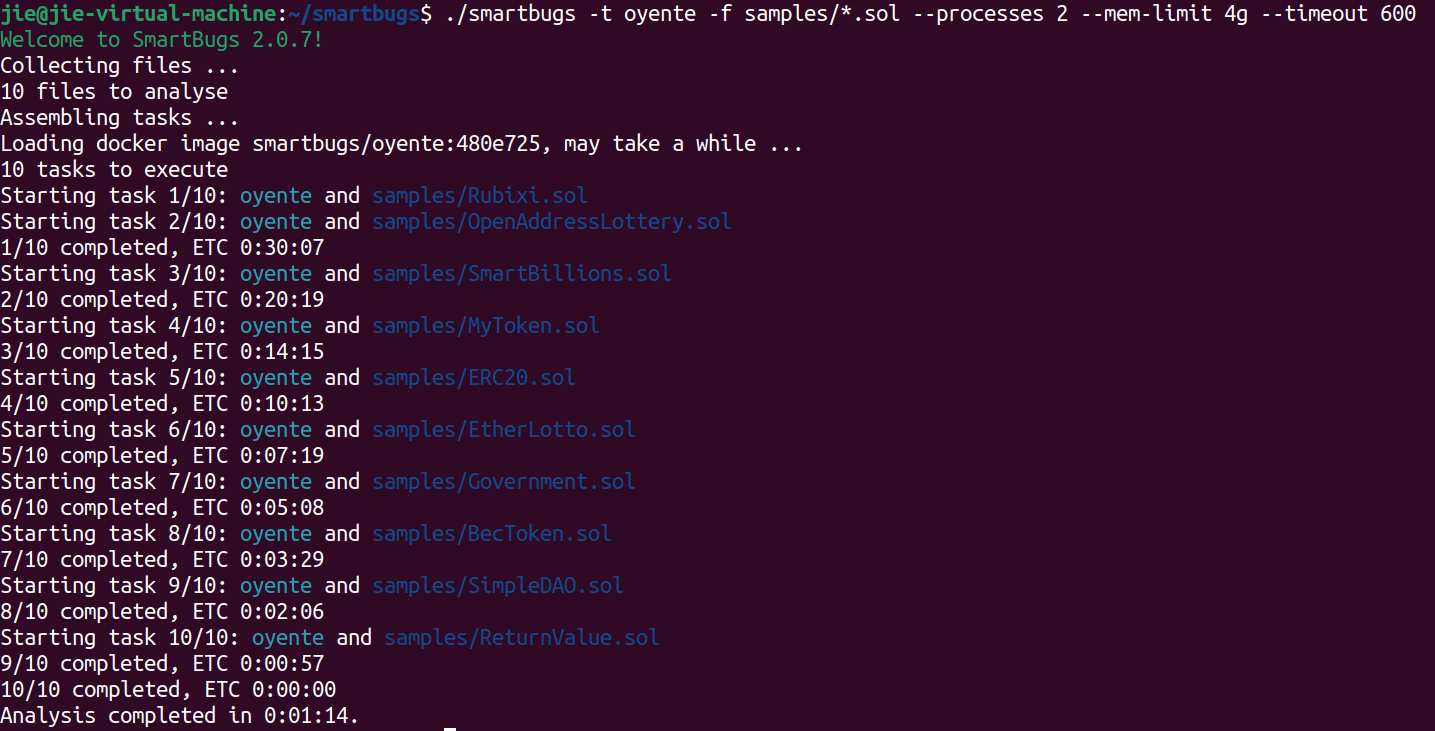 jie@jie-virtual-machine:~/smartbugs$ ./smartbugs -t oyente -f samples/*.sol --processes 2 --mem-limit 4g --timeout 600
Welcome to SmartBugs 2.0.7!
Collecting files ...
10 files to analyse
Assembling tasks ...
Loading docker image smartbugs/oyente:480e725, may take a while ...
10 tasks to execute
Starting task 1/10: oyente and samples/Rubixi.sol
Starting task 2/10: oyente and samples/OpenAddressLottery.sol
1/10 completed, ETC 0:30:07
Starting task 3/10: oyente and samples/SmartBillions.sol
2/10 completed, ETC 0:20:19
Starting task 4/10: oyente and samples/MyToken.sol
3/10 completed, ETC 0:14:15
Starting task 5/10: oyente and samples/ERC20.sol
4/10 completed, ETC 0:10:13
Starting task 6/10: oyente and samples/EtherLotto.sol
5/10 completed, ETC 0:07:19
Starting task 7/10: oyente and samples/Government.sol
6/10 completed, ETC 0:05:08
Starting task 8/10: oyente and samples/BecToken.sol
7/10 completed, ETC 0:03:29
Starting task 9/10: oyente and samples/SimpleDAO.sol
8/10 completed, ETC 0:02:06
Starting task 10/10: oyente and samples/ReturnValue.sol
9/10 completed, ETC 0:00:57
10/10 completed, ETC 0:00:00
Analysis completed in 0:01:14.